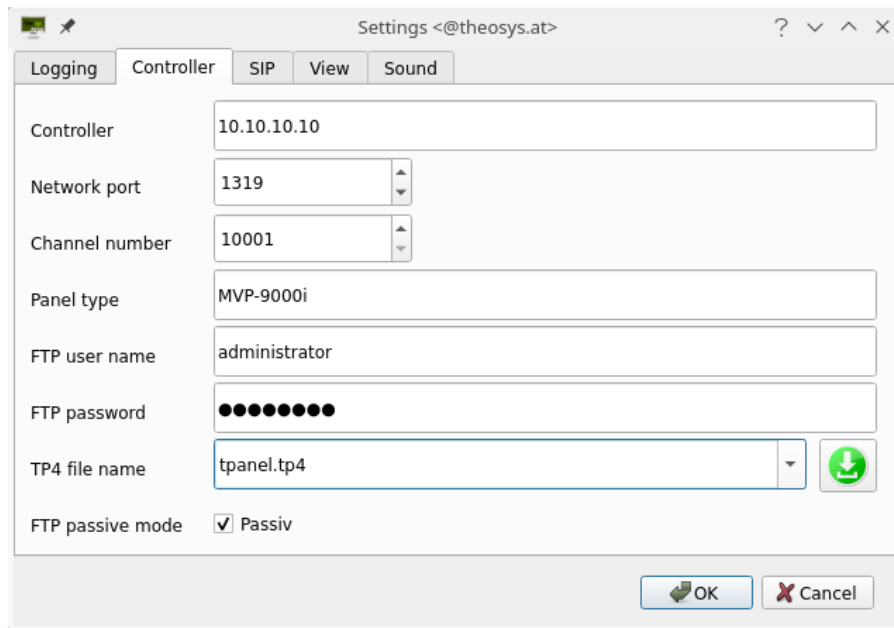 Settings <@theosys.at>
Logging Controller SIP View Sound
Controller 10.10.10.10
Network port 1319
Channel number 10001
Panel type MVP-9000i
FTP user name administrator
FTP password ●●●●●●●●
TP4 file name tpanel.tp4
FTP passive mode Passiv
OK Cancel